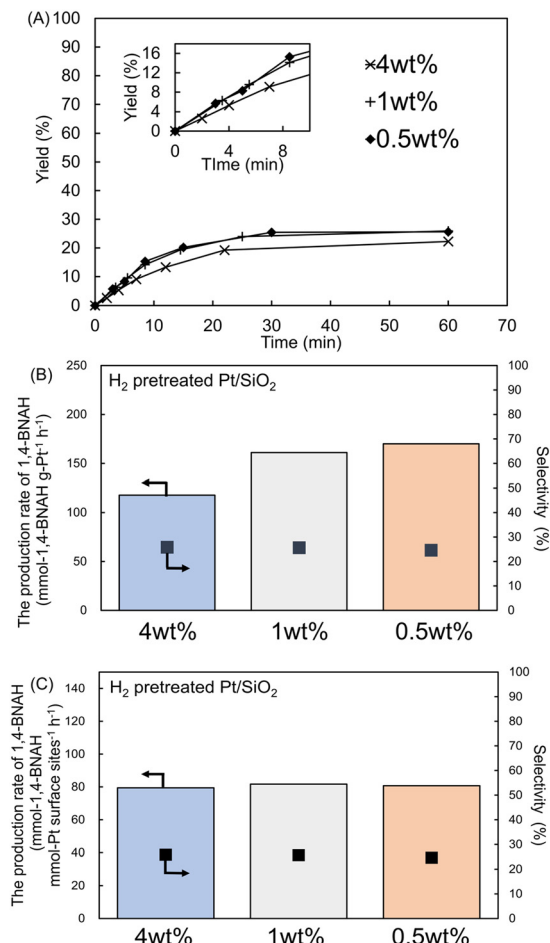 (A)
100
90
80
70
60
50
40
30
20
10
0
Yield (%)
0 10 20 30 40 50 60 70
Time (min)
16
12
8
4
0
Yield (%)
0 4 8
TIme (min)
4wt%
1wt%
0.5wt%
(B)
H2 pretreated Pt/SiO2
250
200
150
100
50
0
The production rate of 1,4-BNAH
(mmol-1,4-BNAH g-Pt-1 h-1)
100
90
80
70
60
50
40
30
20
10
0
Selectivity (%)
4wt% 1wt% 0.5wt%
(C)
H2 pretreated Pt/SiO2
140
120
100
80
60
40
20
0
The production rate of 1,4-BNAH
(mmol-1,4-BNAH
mmol-Pt surface sites-1 h-1)
100
90
80
70
60
50
40
30
20
10
0
Selectivity (%)
4wt% 1wt% 0.5wt%